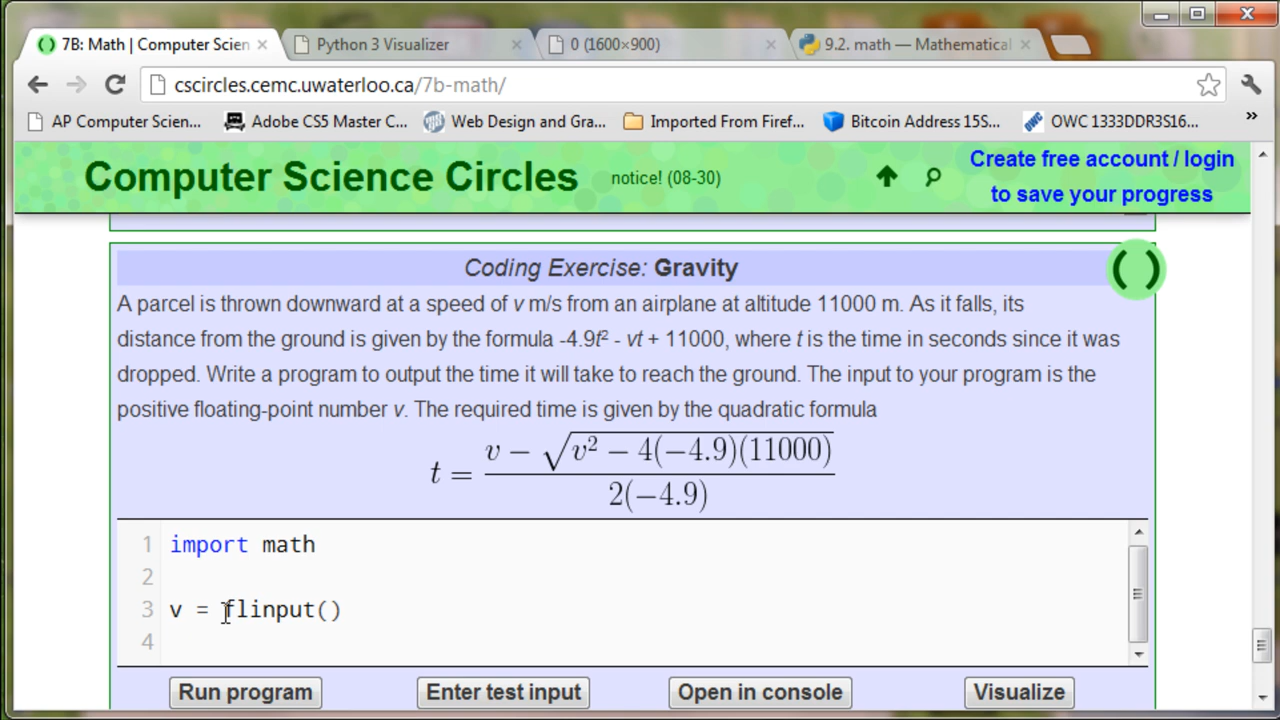 7B: Math | Computer Scien
Python 3 Visualizer
0 (1600×900)
9.2. math — Mathematical
cscircles.cemc.uwaterloo.ca/7b-math/
AP Computer Scien...
Adobe CS5 Master C...
Web Design and Gra...
Imported From Firef...
Bitcoin Address 15S...
OWC 1333DDR3S16...
»
Computer Science Circles
notice! (08-30)
Create free account / login
to save your progress
Coding Exercise: Gravity
A parcel is thrown downward at a speed of v m/s from an airplane at altitude 11000 m. As it falls, its
distance from the ground is given by the formula -4.9t² - vt + 11000, where t is the time in seconds since it was
dropped. Write a program to output the time it will take to reach the ground. The input to your program is the
positive floating-point number v. The required time is given by the quadratic formula
t = (v − √(v² − 4(−4.9)(11000))) / (2(−4.9))
1 import math
2
3 v = flinput()
4
Run program
Enter test input
Open in console
Visualize